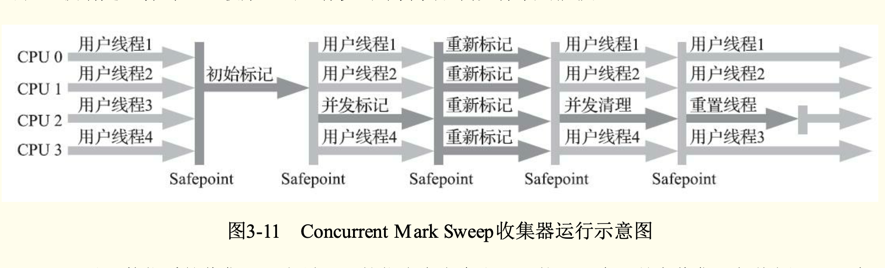 CPU 0 用户线程1 用户线程1 重新标记 用户线程1 用户线程1
初始标记
CPU 1 用户线程2 用户线程2 重新标记 用户线程2 用户线程2
CPU 2 用户线程3 并发标记 重新标记 并发清理 重置线程
CPU 3 用户线程4 用户线程4 重新标记 用户线程4 用户线程3
Safepoint Safepoint Safepoint Safepoint Safepoint
图3-11 Concurrent Mark Sweep收集器运行示意图